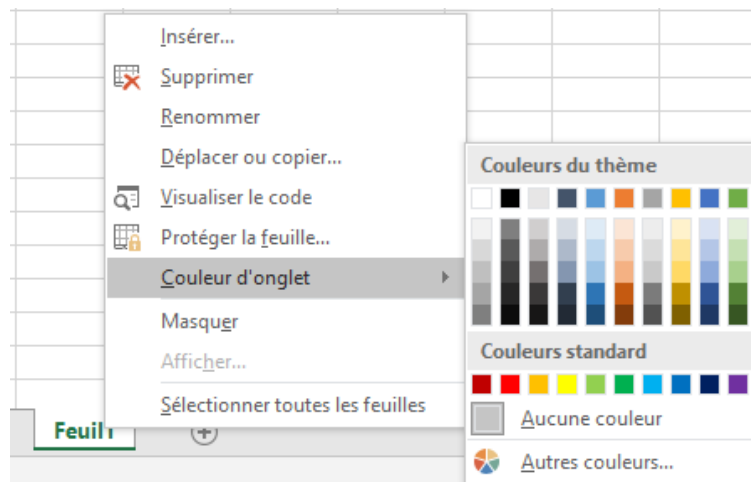 Insérer...
Supprimer
Renommer
Déplacer ou copier...
Visualiser le code
Protéger la feuille...
Couleur d'onglet
Masquer
Afficher...
Sélectionner toutes les feuilles
Feuil1
Couleurs du thème
Couleurs standard
Aucune couleur
Autres couleurs...